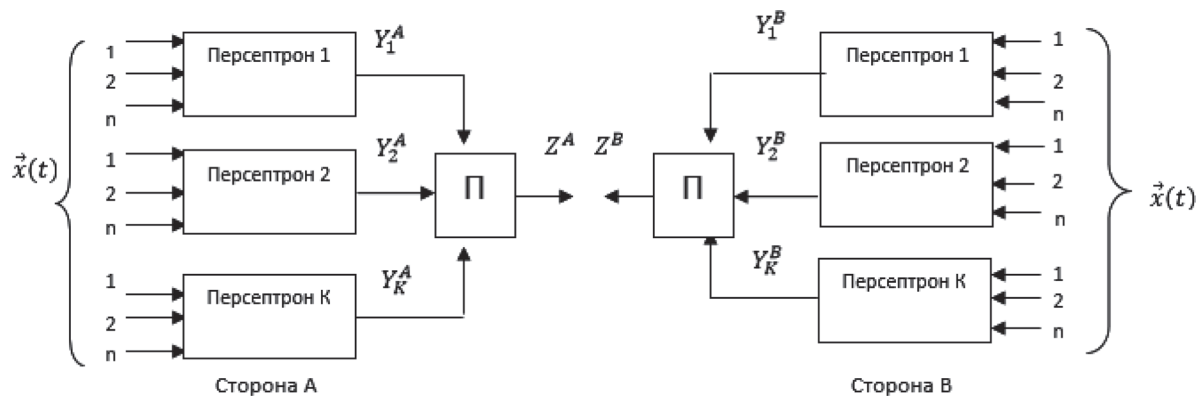 1
2
n
Персептрон 1
Y_1^A
Y_1^B
Персептрон 1
1
2
n
x⃗(t)
1
2
n
Персептрон 2
Y_2^A
П
Z^A Z^B
П
Y_2^B
Персептрон 2
1
2
n
x⃗(t)
1
2
n
Персептрон К
Y_K^A
Y_K^B
Персептрон К
1
2
n
Сторона А
Сторона В